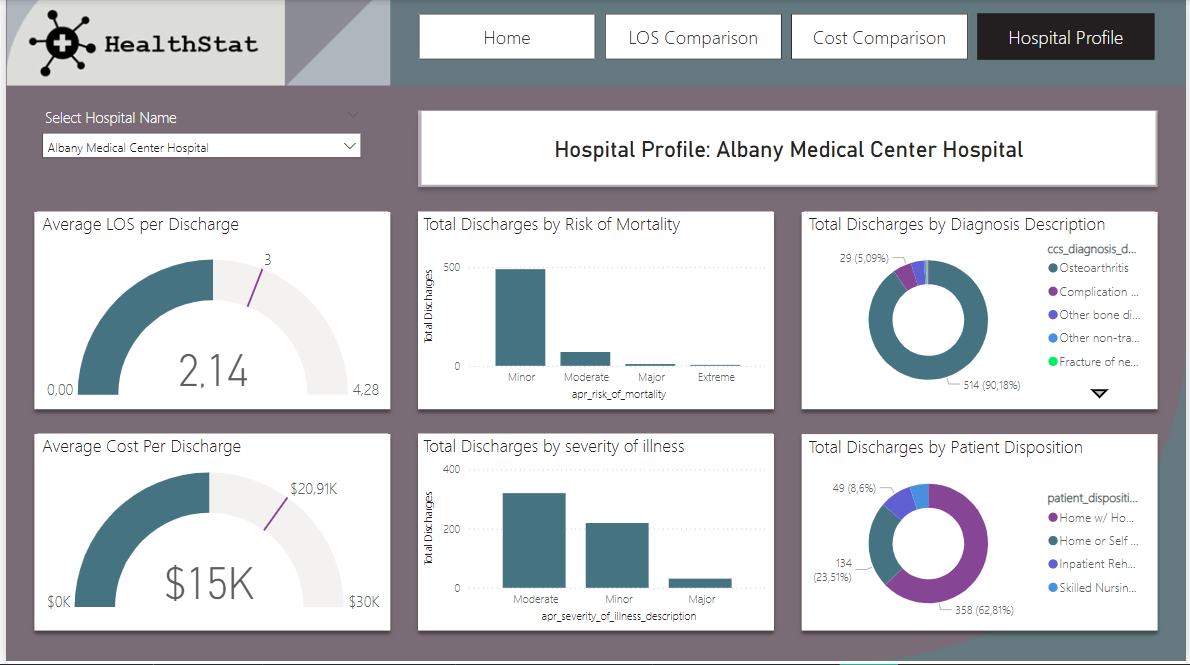 HealthStat
Home
LOS Comparison
Cost Comparison
Hospital Profile
Select Hospital Name
Albany Medical Center Hospital
Hospital Profile: Albany Medical Center Hospital
Average LOS per Discharge
3
2,14
0,00
4,28
Total Discharges by Risk of Mortality
Total Discharges
500
0
Minor
Moderate
Major
Extreme
apr_risk_of_mortality
Total Discharges by Diagnosis Description
29 (5,09%)
514 (90,18%)
ccs_diagnosis_d...
Osteoarthritis
Complication ...
Other bone di...
Other non-tra...
Fracture of ne...
Average Cost Per Discharge
$20,91K
$15K
$0K
$30K
Total Discharges by severity of illness
Total Discharges
400
200
0
Moderate
Minor
Major
apr_severity_of_illness_description
Total Discharges by Patient Disposition
49 (8,6%)
134
(23,51%)
358 (62,81%)
patient_dispositi...
Home w/ Ho...
Home or Self ...
Inpatient Reh...
Skilled Nursin...